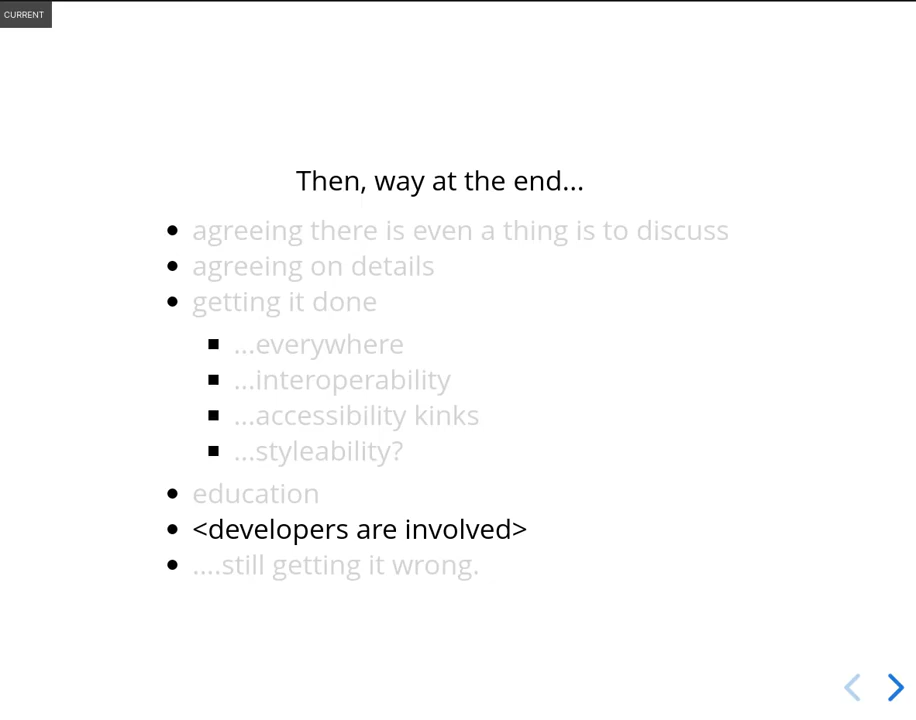 CURRENT
Then, way at the end...
agreeing there is even a thing is to discuss
agreeing on details
getting it done
...everywhere
...interoperability
...accessibility kinks
...styleability?
education
<developers are involved>
....still getting it wrong.